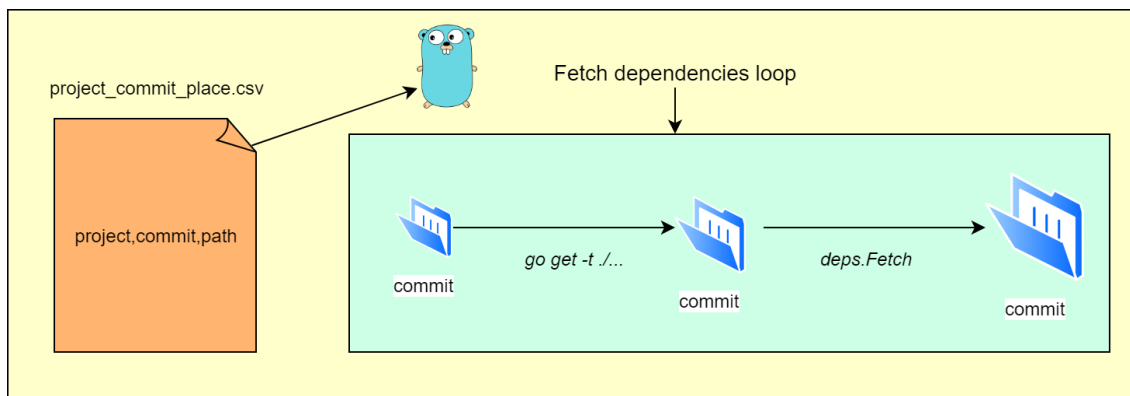 project_commit_place.csv
Fetch dependencies loop
project,commit,path
go get -t ./...
deps.Fetch
commit
commit
commit